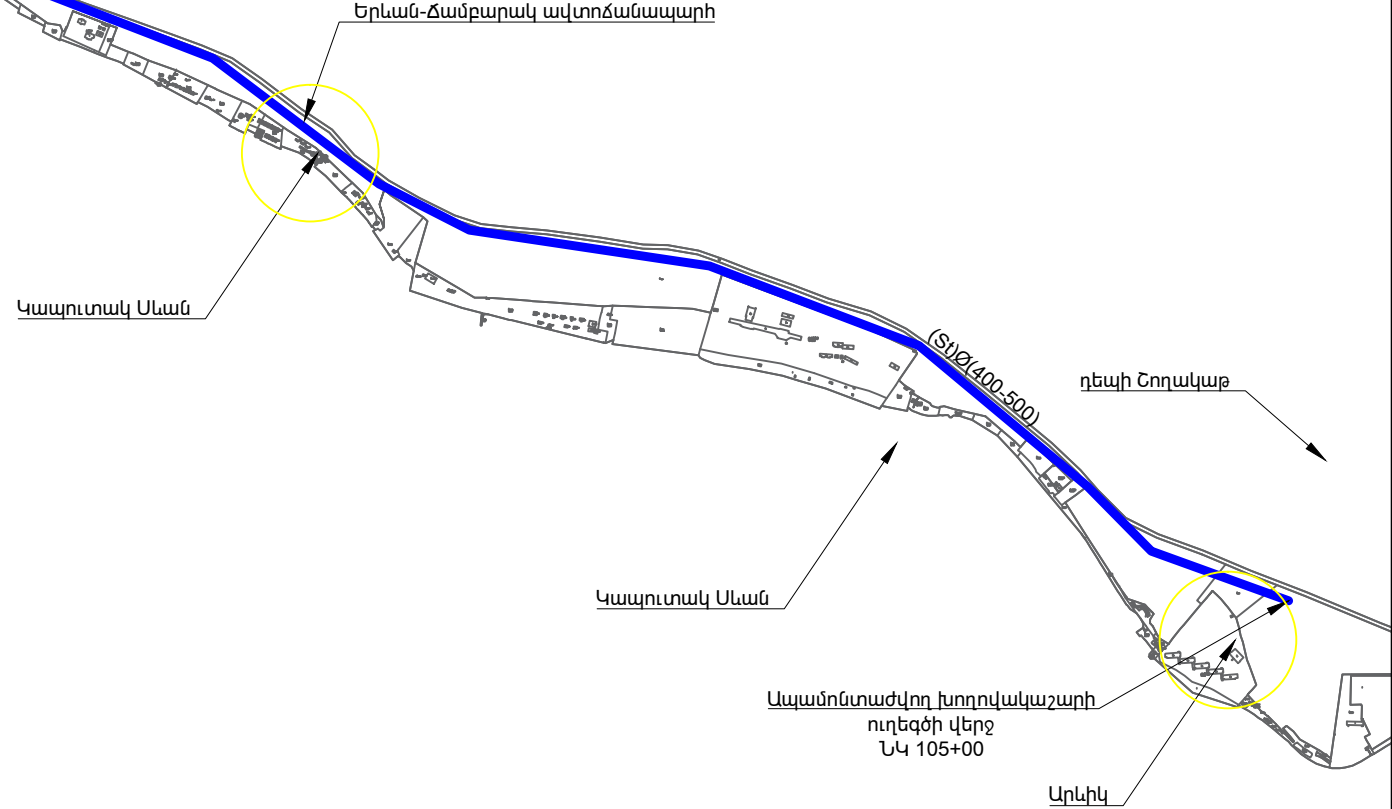 Երևան-Ճամբարակ ավտոճանապարհ
Կապուտակ Սևան
(St)Ø(400-500)
դեպի Շողակաթ
Կապուտակ Սևան
Ապամոնտաժվող խողովակաշարի
ուղեգծի վերջ
ՆԿ 105+00
Արևիկ